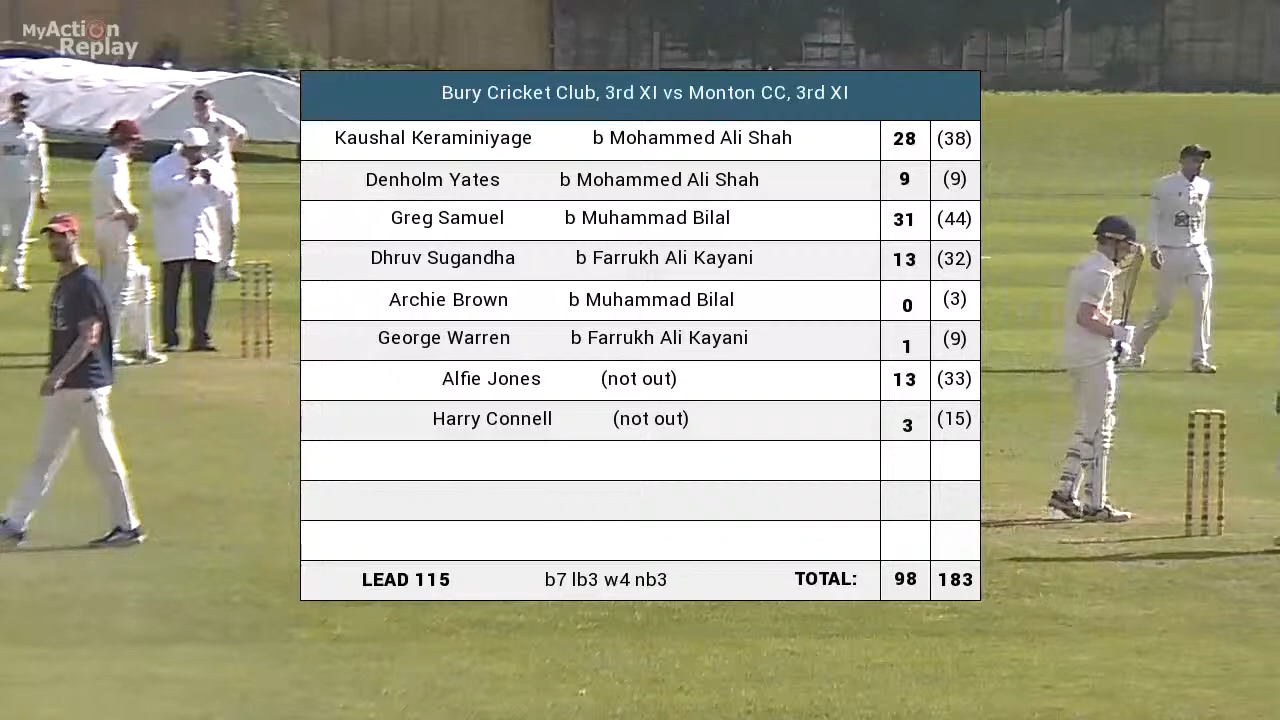 MyAction
Replay
Bury Cricket Club, 3rd XI vs Monton CC, 3rd XI
Kaushal Keraminiyage b Mohammed Ali Shah 28 (38)
Denholm Yates b Mohammed Ali Shah 9 (9)
Greg Samuel b Muhammad Bilal 31 (44)
Dhruv Sugandha b Farrukh Ali Kayani 13 (32)
Archie Brown b Muhammad Bilal 0 (3)
George Warren b Farrukh Ali Kayani 1 (9)
Alfie Jones (not out) 13 (33)
Harry Connell (not out) 3 (15)
LEAD 115 b7 lb3 w4 nb3 TOTAL: 98 183